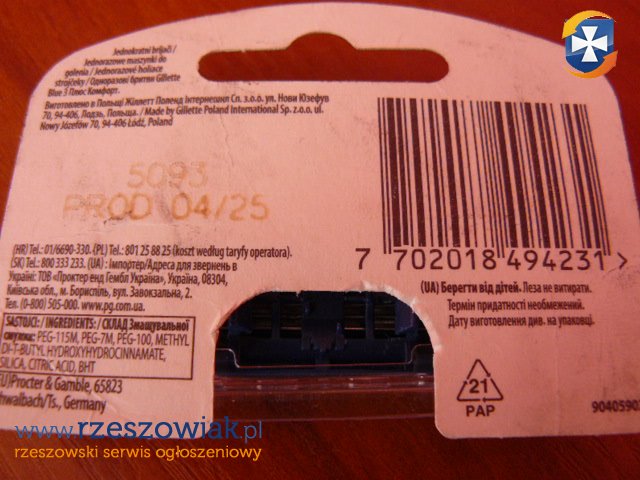 Jednokratni brijači /
Jednorazowe maszynki do
golenia / Jednorazové holiace
strojčeky / Одноразові бритви Gillette
Blue 3 Плюс Комфорт.
Виготовлено в Польщі Жіллетт Поленд Інтернешнл Сп. з.о.о. ул. Нови Юзефув
70, 94-406, Лодзь, Польща. / Made by Gillette Poland International Sp. z.o.o. ul.
Nowy Józefów 70, 94-406 Łódź, Poland
5093
PROD 04/25
7 702018 494231 >
(HR) Tel.: 01/6690-330. (PL) Tel.: 801 25 88 25 (koszt według taryfy operatora).
(SK) Tel.: 800 333 233. (UA) : Імпортер/Адреса для звернень в
Україні: ТОВ «Проктер енд Гембл Україна», Україна, 08304,
Київська обл., м. Бориспіль, вул. Завокзальна, 2.
Тел. (0-800) 505-000. www.pg.com.ua.
(UA) Берегти від дітей. Леза не витирати.
Термін придатності необмежений.
Дату виготовлення див. на упаковці.
SASTOJCI / INGREDIENTS: / СКЛАД Змащувальної
смужки: PEG-115M, PEG-7M, PEG-100, METHYL
DI-T-BUTYL HYDROXYHYDROCINNAMATE,
SILICA, CITRIC ACID, BHT
(EU) Procter & Gamble, 65823
Schwalbach/Ts., Germany
21
PAP
9040590
www.rzeszowiak.pl
rzeszowski serwis ogłoszeniowy